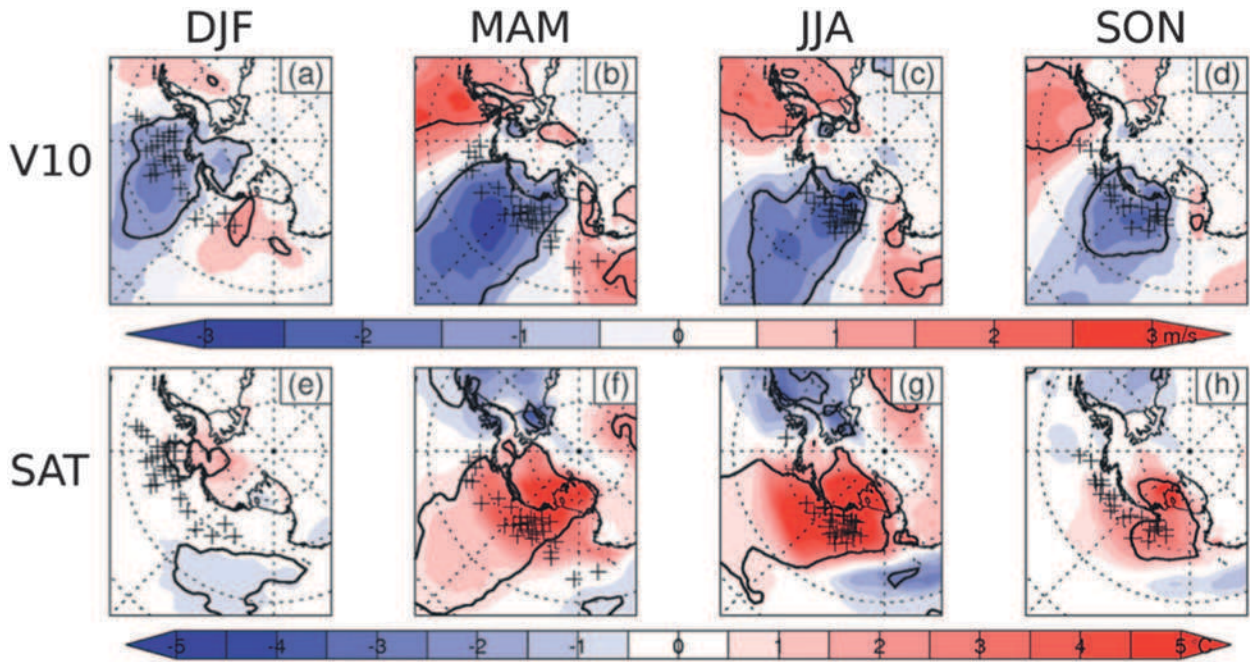 DJF MAM JJA SON
V10 (a) (b) (c) (d)
-3 -2 -1 0 1 2 3 m/s
SAT (e) (f) (g) (h)
-5 -4 -3 -2 -1 0 1 2 3 4 5 C